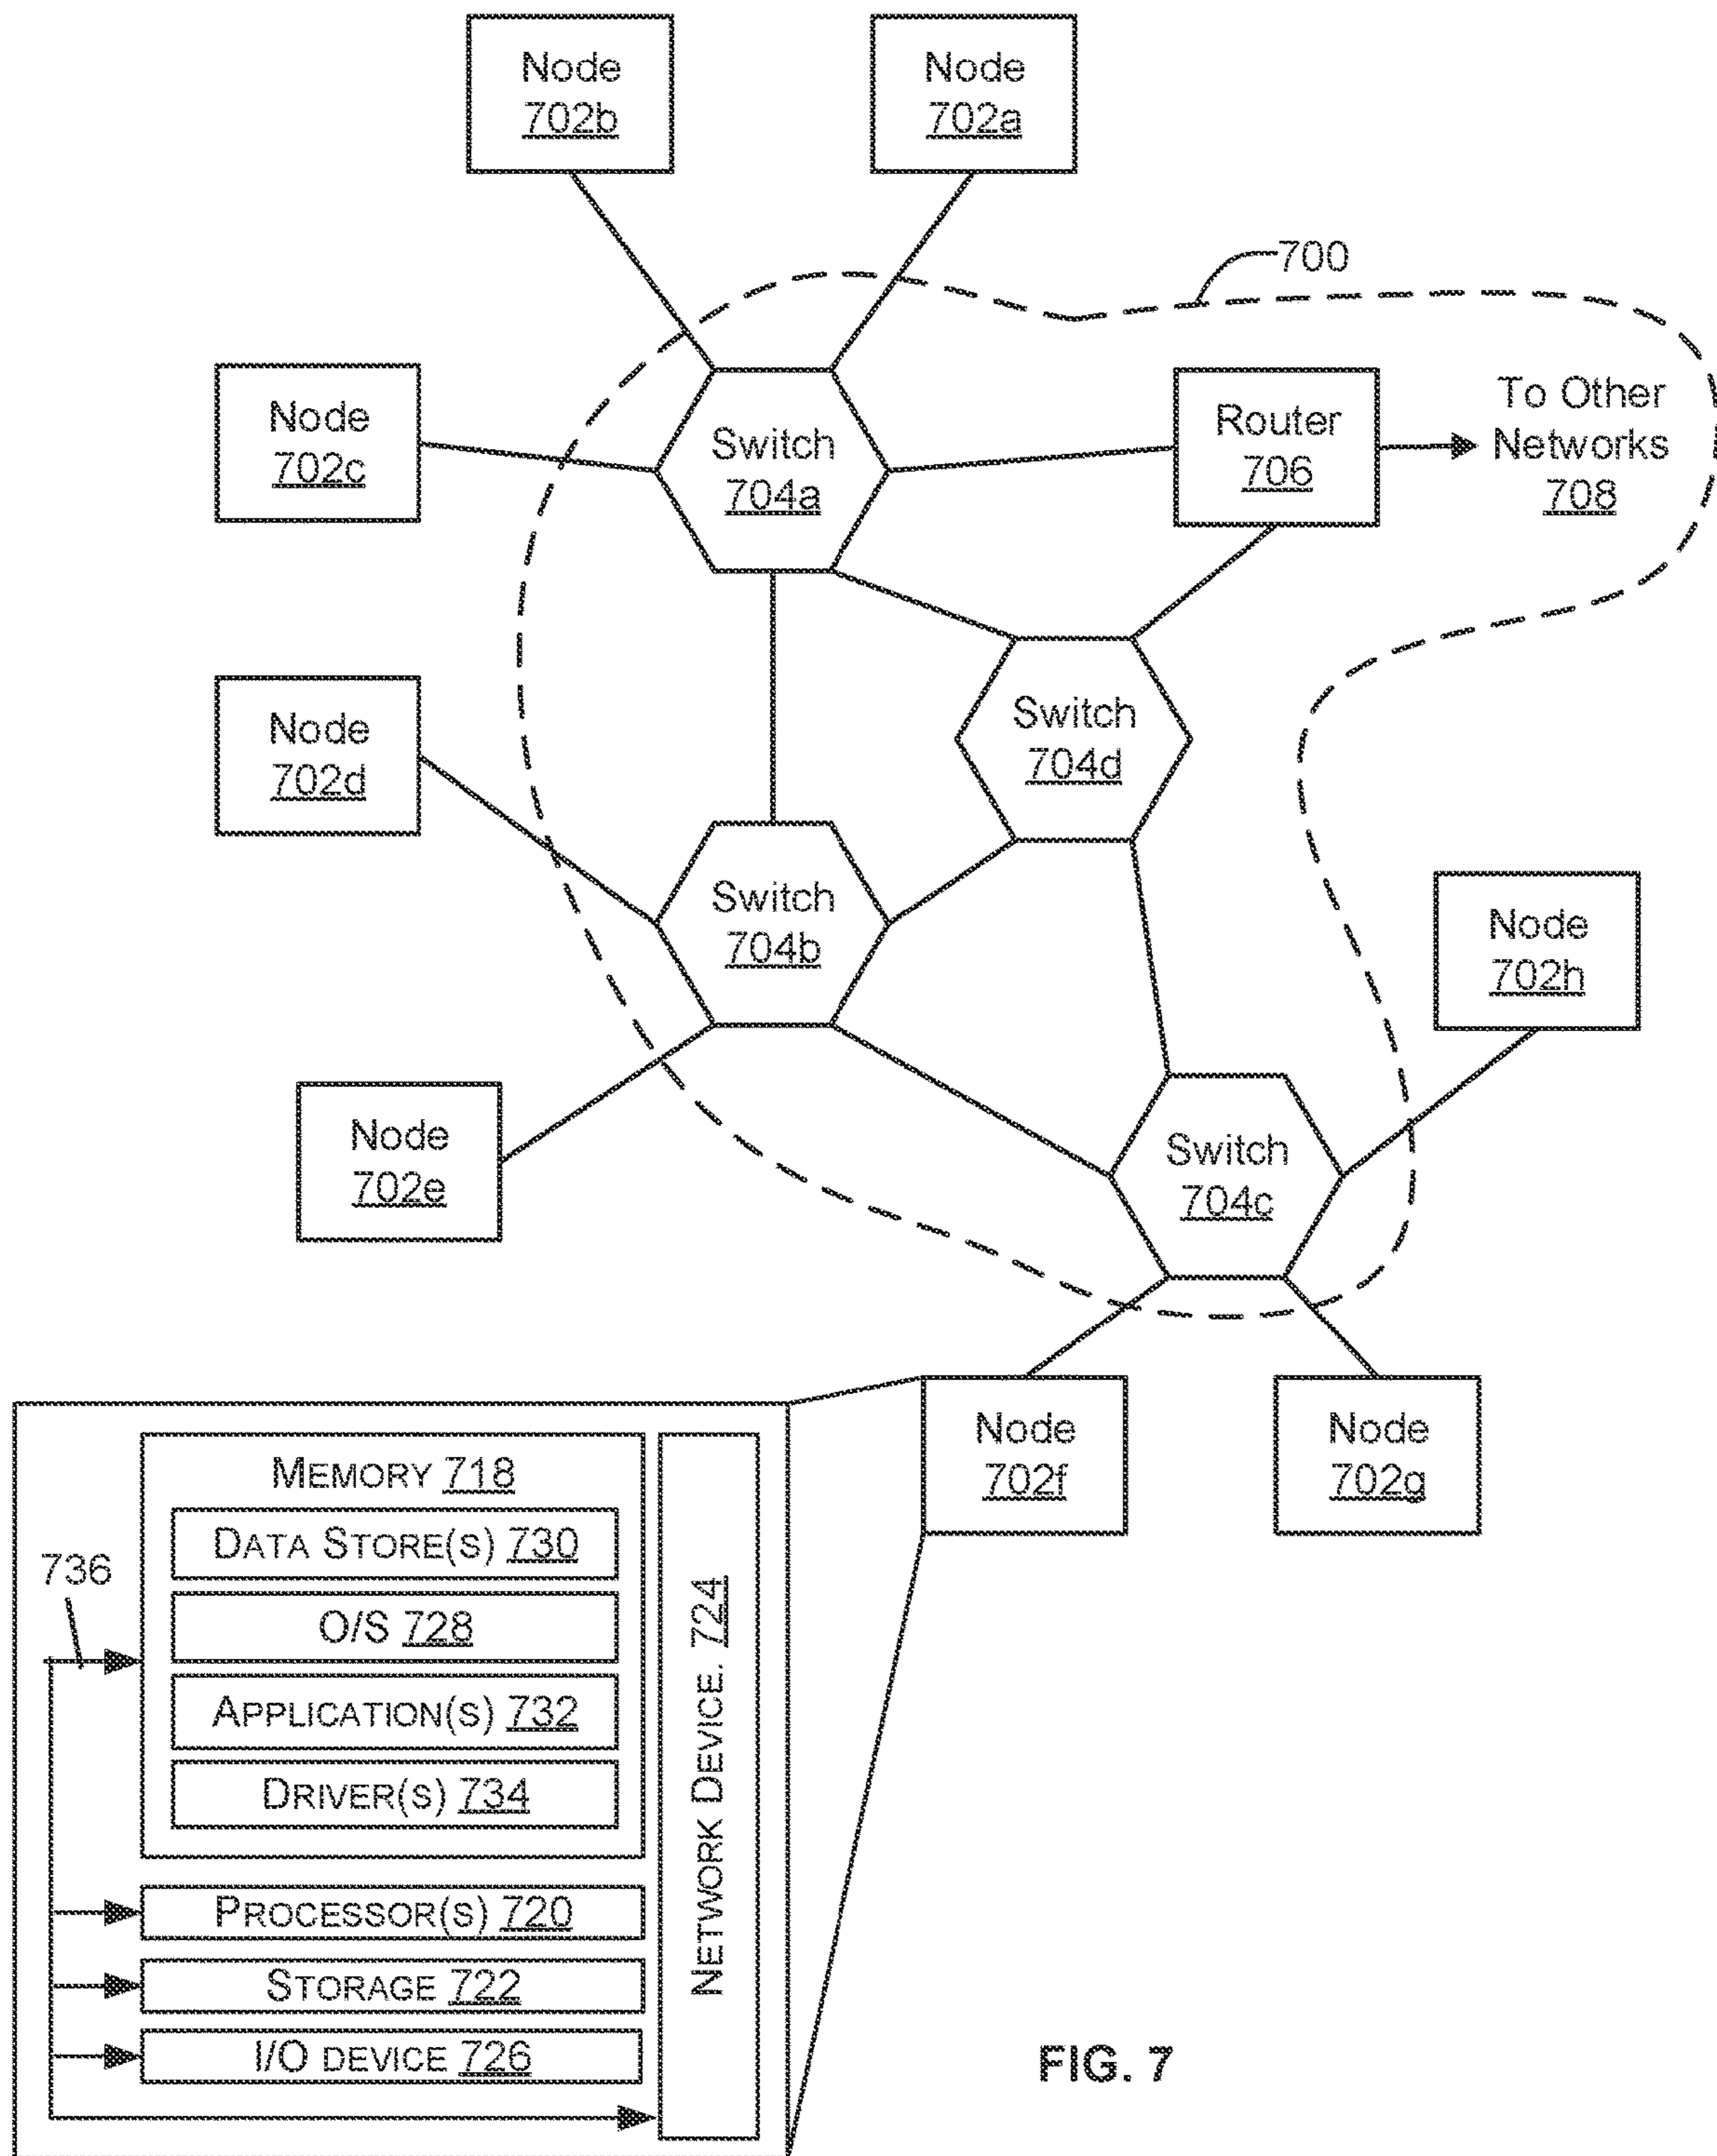 Node
702b
Node
702a
700
Node
702c
Switch
704a
Router
706
To Other
Networks
708
Node
702d
Switch
704d
Switch
704b
Node
702h
Node
702e
Switch
704c
Node
702f
Node
702g
MEMORY 718
DATA STORE(S) 730
736
O/S 728
APPLICATION(S) 732
DRIVER(S) 734
NETWORK DEVICE. 724
PROCESSOR(S) 720
STORAGE 722
I/O DEVICE 726
FIG. 7